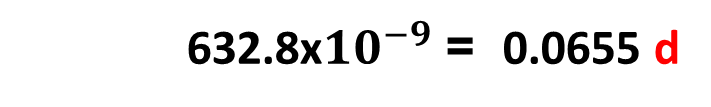 632.8x10⁻⁹ = 0.0655 d